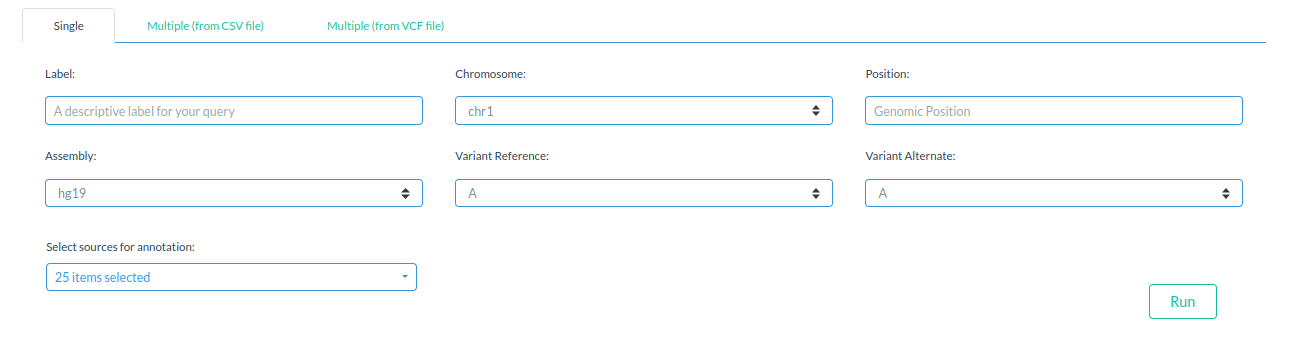 Single Multiple (from CSV file) Multiple (from VCF file)
Label: Chromosome: Position:
A descriptive label for your query chr1 Genomic Position
Assembly: Variant Reference: Variant Alternate:
hg19 A A
Select sources for annotation:
25 items selected
Run